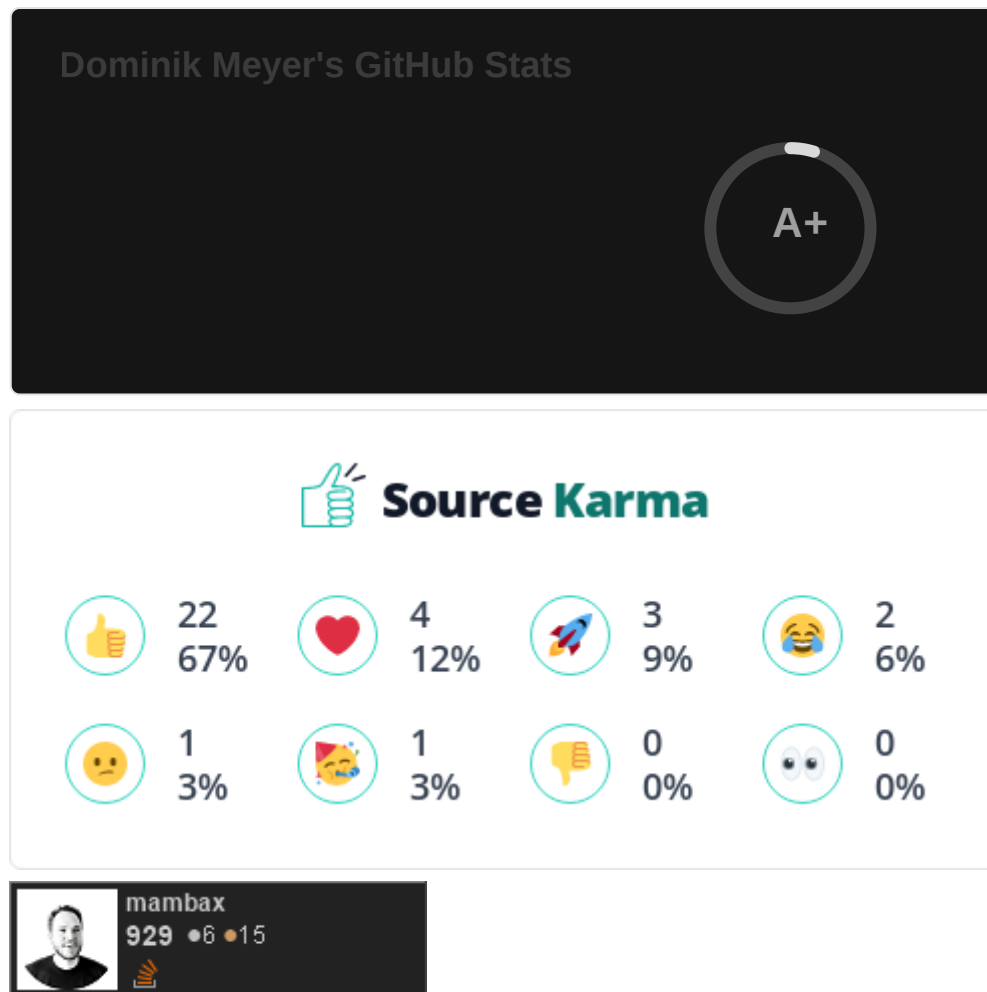 Dominik Meyer's GitHub Stats
A+
Source Karma
22 4 3 2
67% 12% 9% 6%
1 1 0 0
3% 3% 0% 0%
mambax
929 6 15